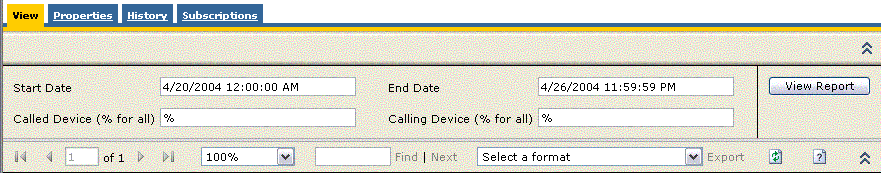 View Properties History Subscriptions
Start Date 4/20/2004 12:00:00 AM End Date 4/26/2004 11:59:59 PM View Report
Called Device (% for all) % Calling Device (% for all) %
1 of 1 100% Find | Next Select a format Export ?